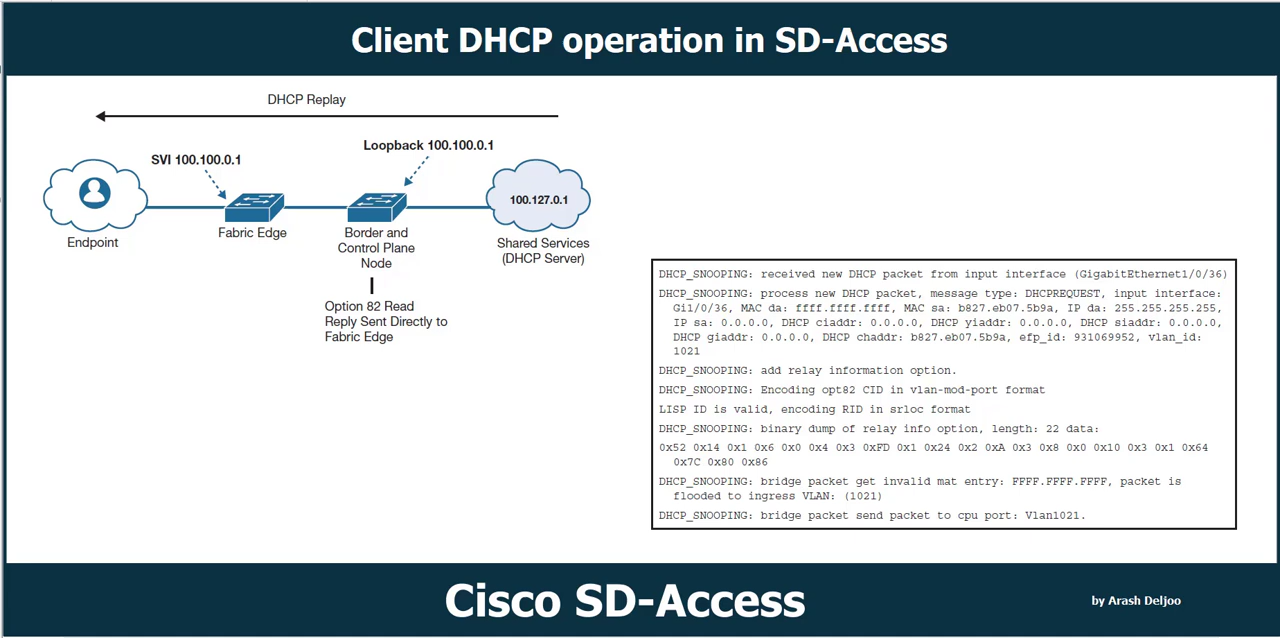 Client DHCP operation in SD-Access
DHCP Replay
Loopback 100.100.0.1
SVI 100.100.0.1
100.127.0.1
Endpoint
Fabric Edge
Border and
Control Plane
Node
Shared Services
(DHCP Server)
Option 82 Read
Reply Sent Directly to
Fabric Edge
DHCP_SNOOPING: received new DHCP packet from input interface (GigabitEthernet1/0/36)
DHCP_SNOOPING: process new DHCP packet, message type: DHCPREQUEST, input interface:
Gi1/0/36, MAC da: ffff.ffff.ffff, MAC sa: b827.eb07.5b9a, IP da: 255.255.255.255,
IP sa: 0.0.0.0, DHCP ciaddr: 0.0.0.0, DHCP yiaddr: 0.0.0.0, DHCP siaddr: 0.0.0.0,
DHCP giaddr: 0.0.0.0, DHCP chaddr: b827.eb07.5b9a, efp_id: 931069952, vlan_id:
1021
DHCP_SNOOPING: add relay information option.
DHCP_SNOOPING: Encoding opt82 CID in vlan-mod-port format
LISP ID is valid, encoding RID in srloc format
DHCP_SNOOPING: binary dump of relay info option, length: 22 data:
0x52 0x14 0x1 0x6 0x0 0x4 0x3 0xFD 0x1 0x24 0x2 0xA 0x3 0x8 0x0 0x10 0x3 0x1 0x64
0x7C 0x80 0x86
DHCP_SNOOPING: bridge packet get invalid mat entry: FFFF.FFFF.FFFF, packet is
flooded to ingress VLAN: (1021)
DHCP_SNOOPING: bridge packet send packet to cpu port: Vlan1021.
Cisco SD-Access
by Arash Deljoo